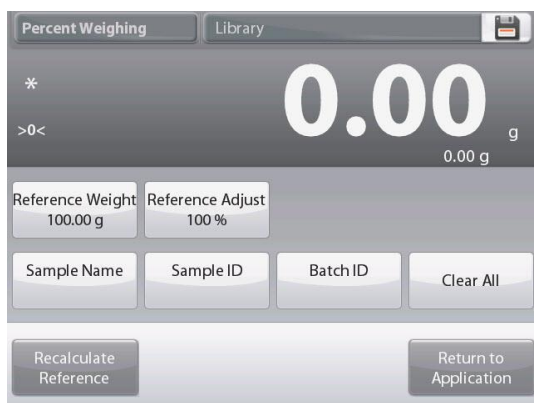 Percent Weighing
Library
*
>0<
0.00 g
0.00 g
Reference Weight
100.00 g
Reference Adjust
100 %
Sample Name
Sample ID
Batch ID
Clear All
Recalculate
Reference
Return to
Application